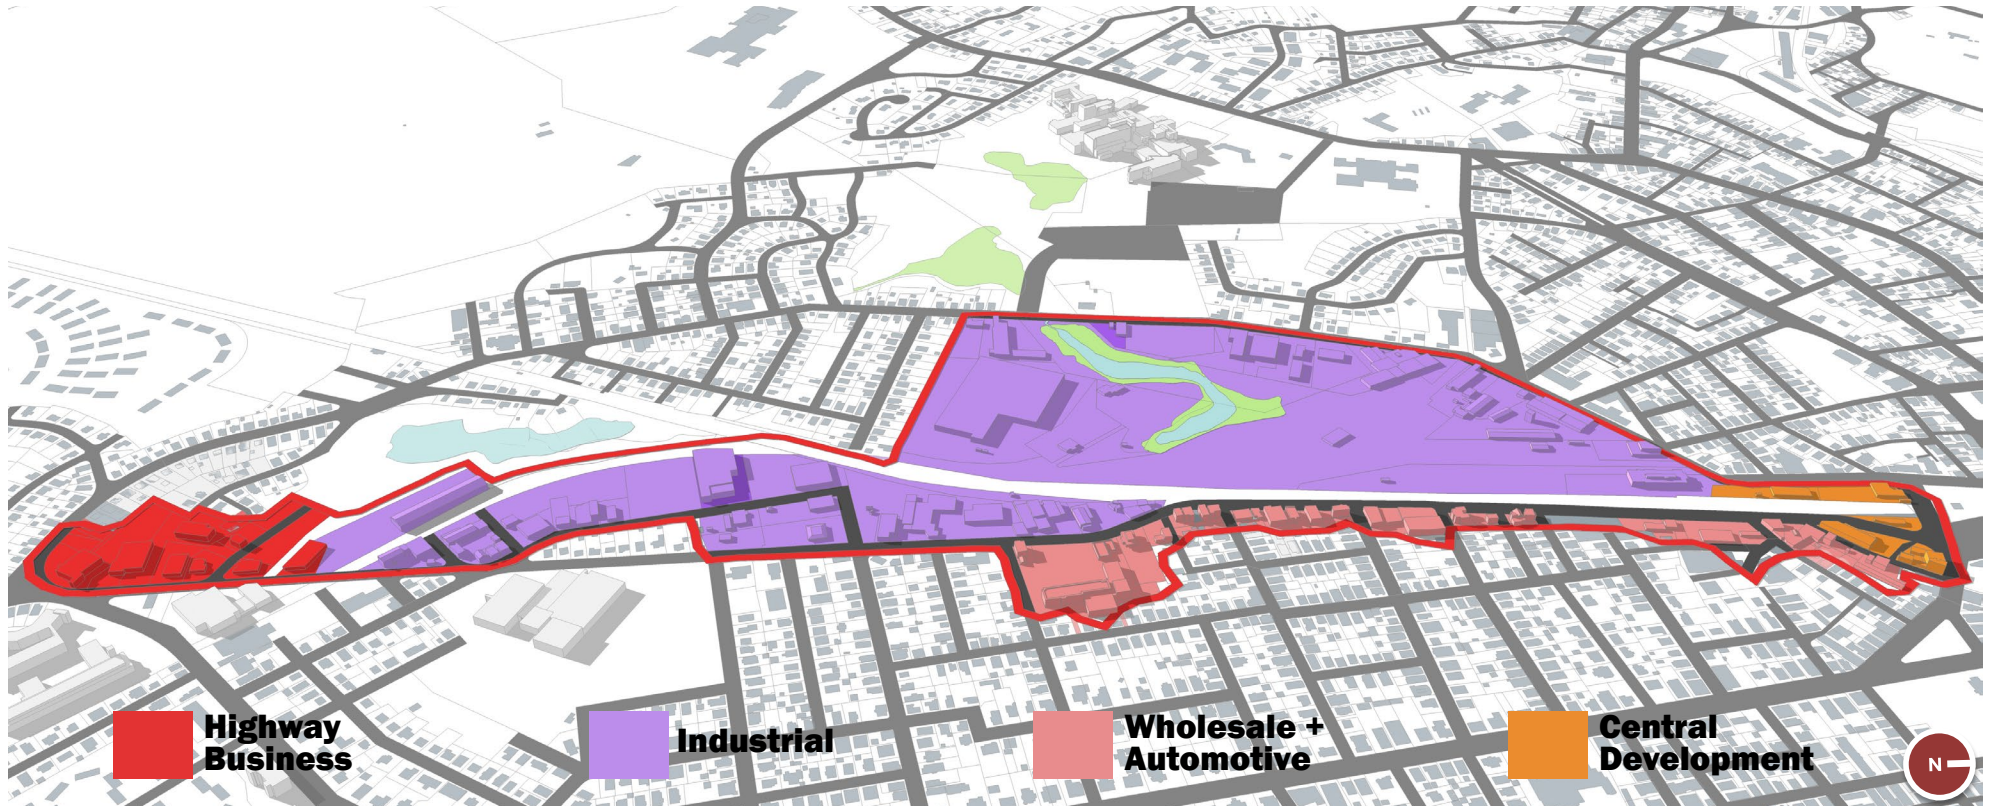 Highway
Business
Industrial
Wholesale +
Automotive
Central
Development
N